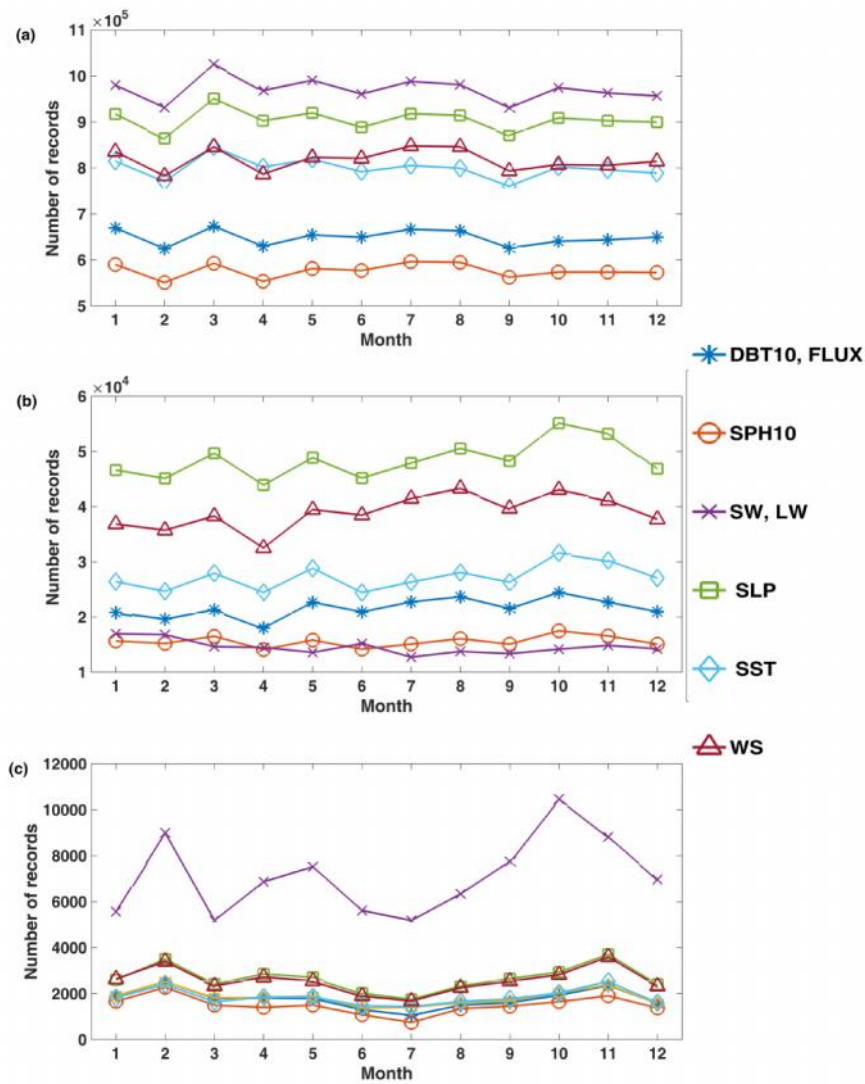 (a)
×10⁵
11
10
9
8
7
6
5
Number of records
1 2 3 4 5 6 7 8 9 10 11 12
Month
(b)
×10⁴
6
5
4
3
2
1
Number of records
1 2 3 4 5 6 7 8 9 10 11 12
Month
DBT10, FLUX
SPH10
SW, LW
SLP
SST
WS
(c)
12000
10000
8000
6000
4000
2000
0
Number of records
1 2 3 4 5 6 7 8 9 10 11 12
Month